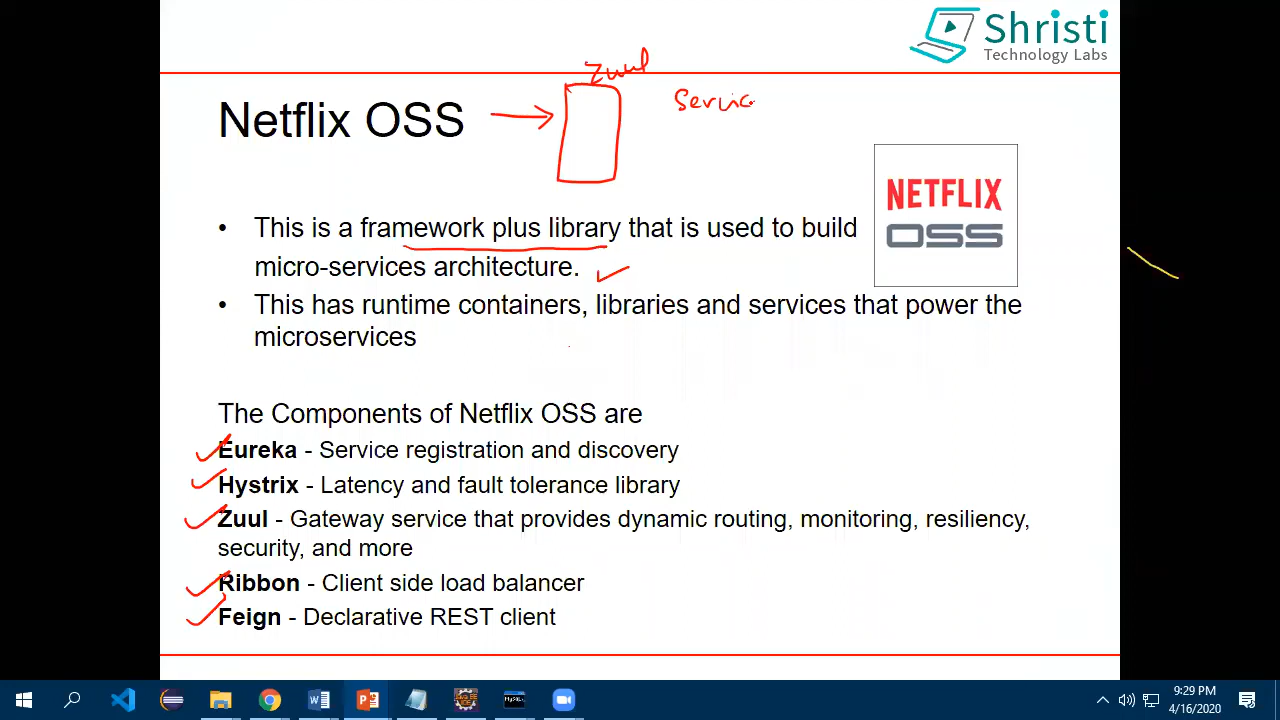 Shristi
Technology Labs
Zuul
Servic
Netflix OSS
NETFLIX
OSS
• This is a framework plus library that is used to build
micro-services architecture.
• This has runtime containers, libraries and services that power the
microservices
The Components of Netflix OSS are
Eureka - Service registration and discovery
Hystrix - Latency and fault tolerance library
Zuul - Gateway service that provides dynamic routing, monitoring, resiliency,
security, and more
Ribbon - Client side load balancer
Feign - Declarative REST client
9:29 PM
4/16/2020